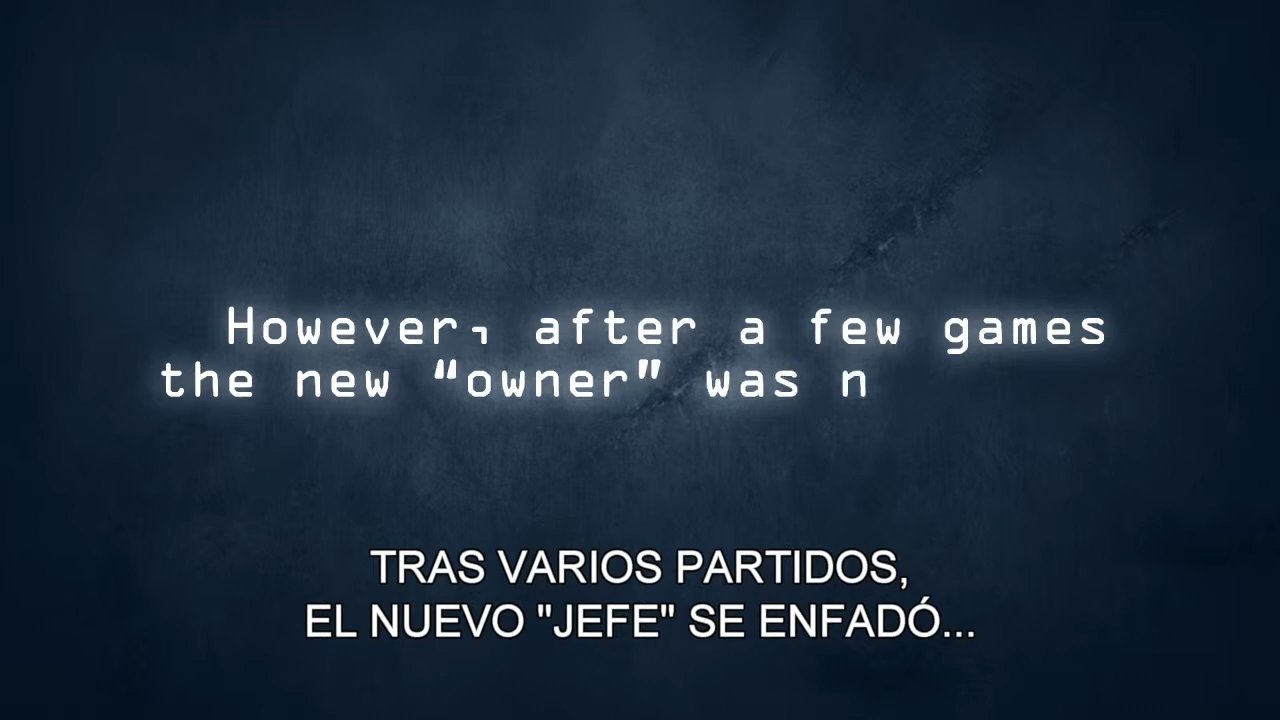 However, after a few games
the new “owner” was n
TRAS VARIOS PARTIDOS,
EL NUEVO "JEFE" SE ENFADÓ...